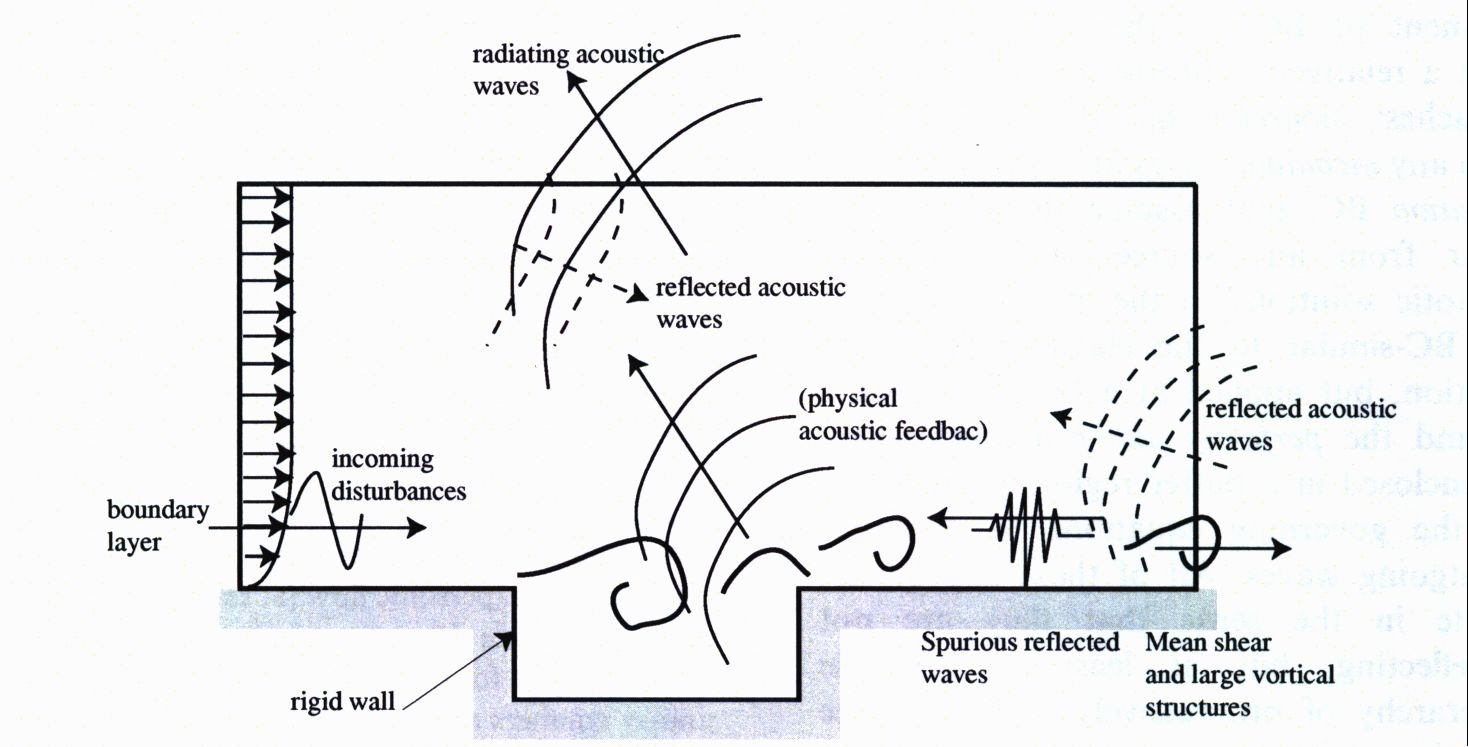 radiating acoustic
waves
reflected acoustic
waves
(physical
acoustic feedbac)
reflected acoustic
waves
incoming
disturbances
boundary
layer
Spurious reflected
waves
Mean shear
and large vortical
structures
rigid wall